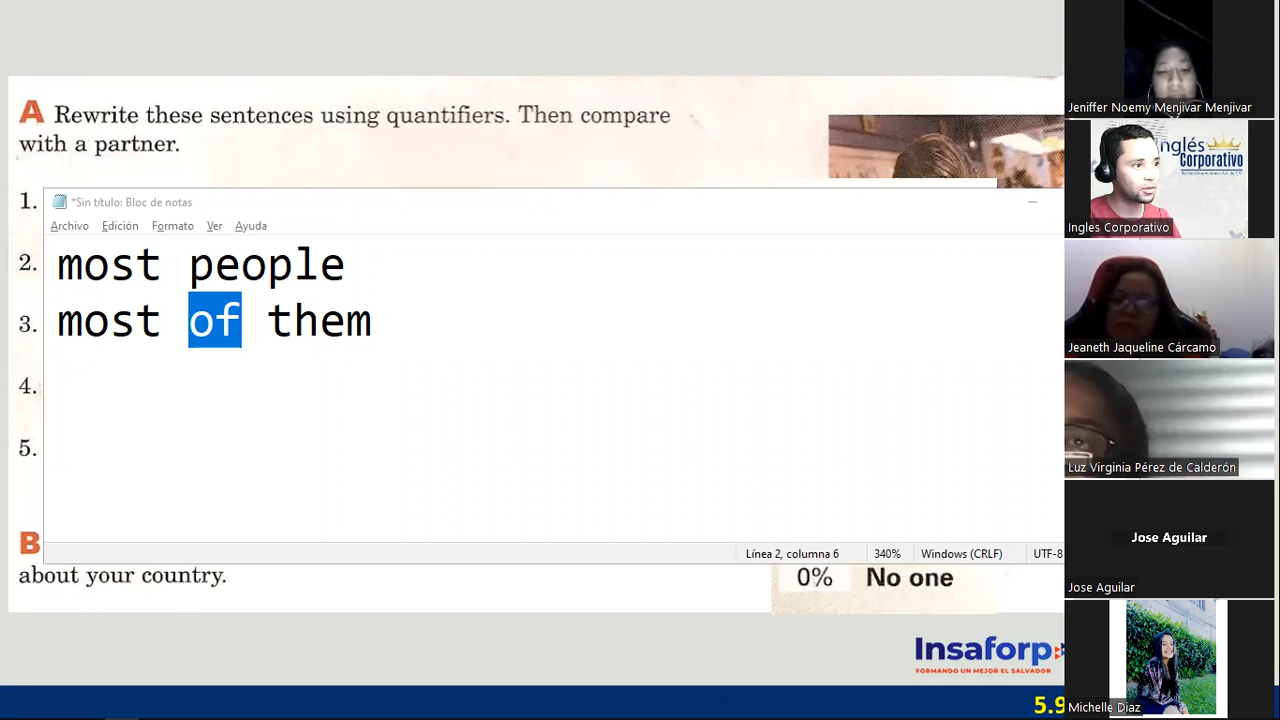 A Rewrite these sentences using quantifiers. Then compare
with a partner.
1.
*Sin título: Bloc de notas
Archivo Edición Formato Ver Ayuda
2. most people
3. most of them
4.
5.
Línea 2, columna 6 340% Windows (CRLF) UTF-8
B
about your country.
0% No one
Insaforp
FORMANDO UN MEJOR EL SALVADOR
5.9
Jeniffer Noemy Menjivar Menjivar
nglés
Corporativo
Ingles Corporativo
Jeaneth Jaqueline Cárcamo
Luz Virginia Pérez de Calderón
Jose Aguilar
Jose Aguilar
Michelle Diaz